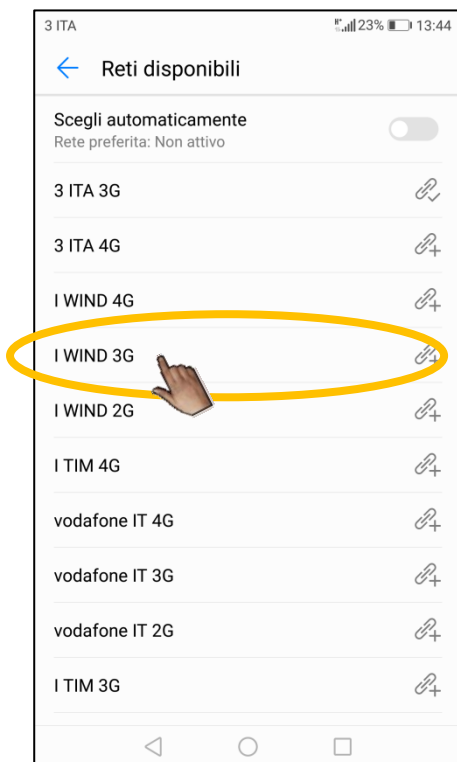 3 ITA 23% 13:44
Reti disponibili
Scegli automaticamente
Rete preferita: Non attivo
3 ITA 3G
3 ITA 4G
I WIND 4G
I WIND 3G
I WIND 2G
I TIM 4G
vodafone IT 4G
vodafone IT 3G
vodafone IT 2G
I TIM 3G